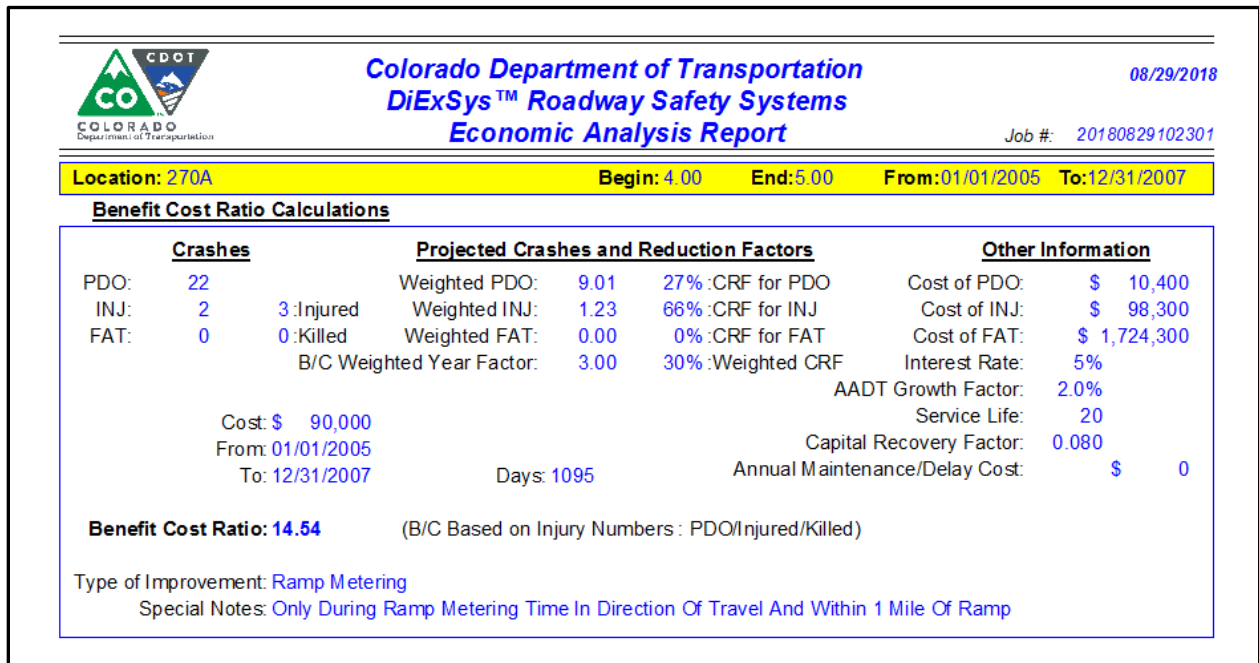 CDOT
CO
COLORADO
Department of Transportation
Colorado Department of Transportation
DiExSys™ Roadway Safety Systems
Economic Analysis Report
08/29/2018
Job #: 20180829102301
Location: 270A Begin: 4.00 End:5.00 From:01/01/2005 To:12/31/2007
Benefit Cost Ratio Calculations
Crashes Projected Crashes and Reduction Factors Other Information
PDO: 22 Weighted PDO: 9.01 27% :CRF for PDO Cost of PDO: $ 10,400
INJ: 2 3 :Injured Weighted INJ: 1.23 66% :CRF for INJ Cost of INJ: $ 98,300
FAT: 0 0 :Killed Weighted FAT: 0.00 0% :CRF for FAT Cost of FAT: $ 1,724,300
B/C Weighted Year Factor: 3.00 30% :Weighted CRF Interest Rate: 5%
AADT Growth Factor: 2.0%
Cost: $ 90,000 Service Life: 20
From: 01/01/2005 Capital Recovery Factor: 0.080
To: 12/31/2007 Days: 1095 Annual Maintenance/Delay Cost: $ 0
Benefit Cost Ratio: 14.54 (B/C Based on Injury Numbers : PDO/Injured/Killed)
Type of Improvement: Ramp Metering
Special Notes: Only During Ramp Metering Time In Direction Of Travel And Within 1 Mile Of Ramp